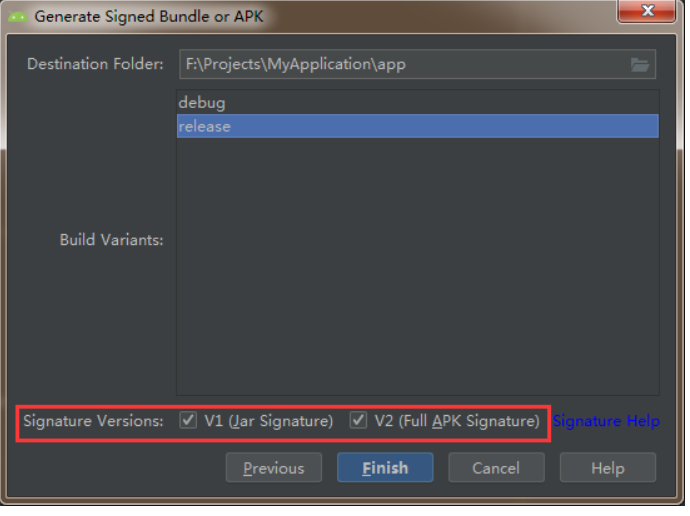 Generate Signed Bundle or APK
Destination Folder: F:\Projects\MyApplication\app
debug
release
Build Variants:
Signature Versions: V1 (Jar Signature) V2 (Full APK Signature) Signature Help
Previous Finish Cancel Help